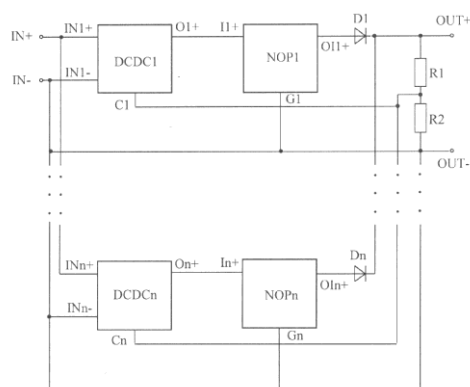 IN+ IN1+ O1+ I1+ D1 OUT+
DCDC1 NOP1 OI1+
IN- IN1- R1
C1 G1
R2
OUT-
INn+ On+ In+ Dn
DCDCn NOPn OIn+
INn-
Cn Gn